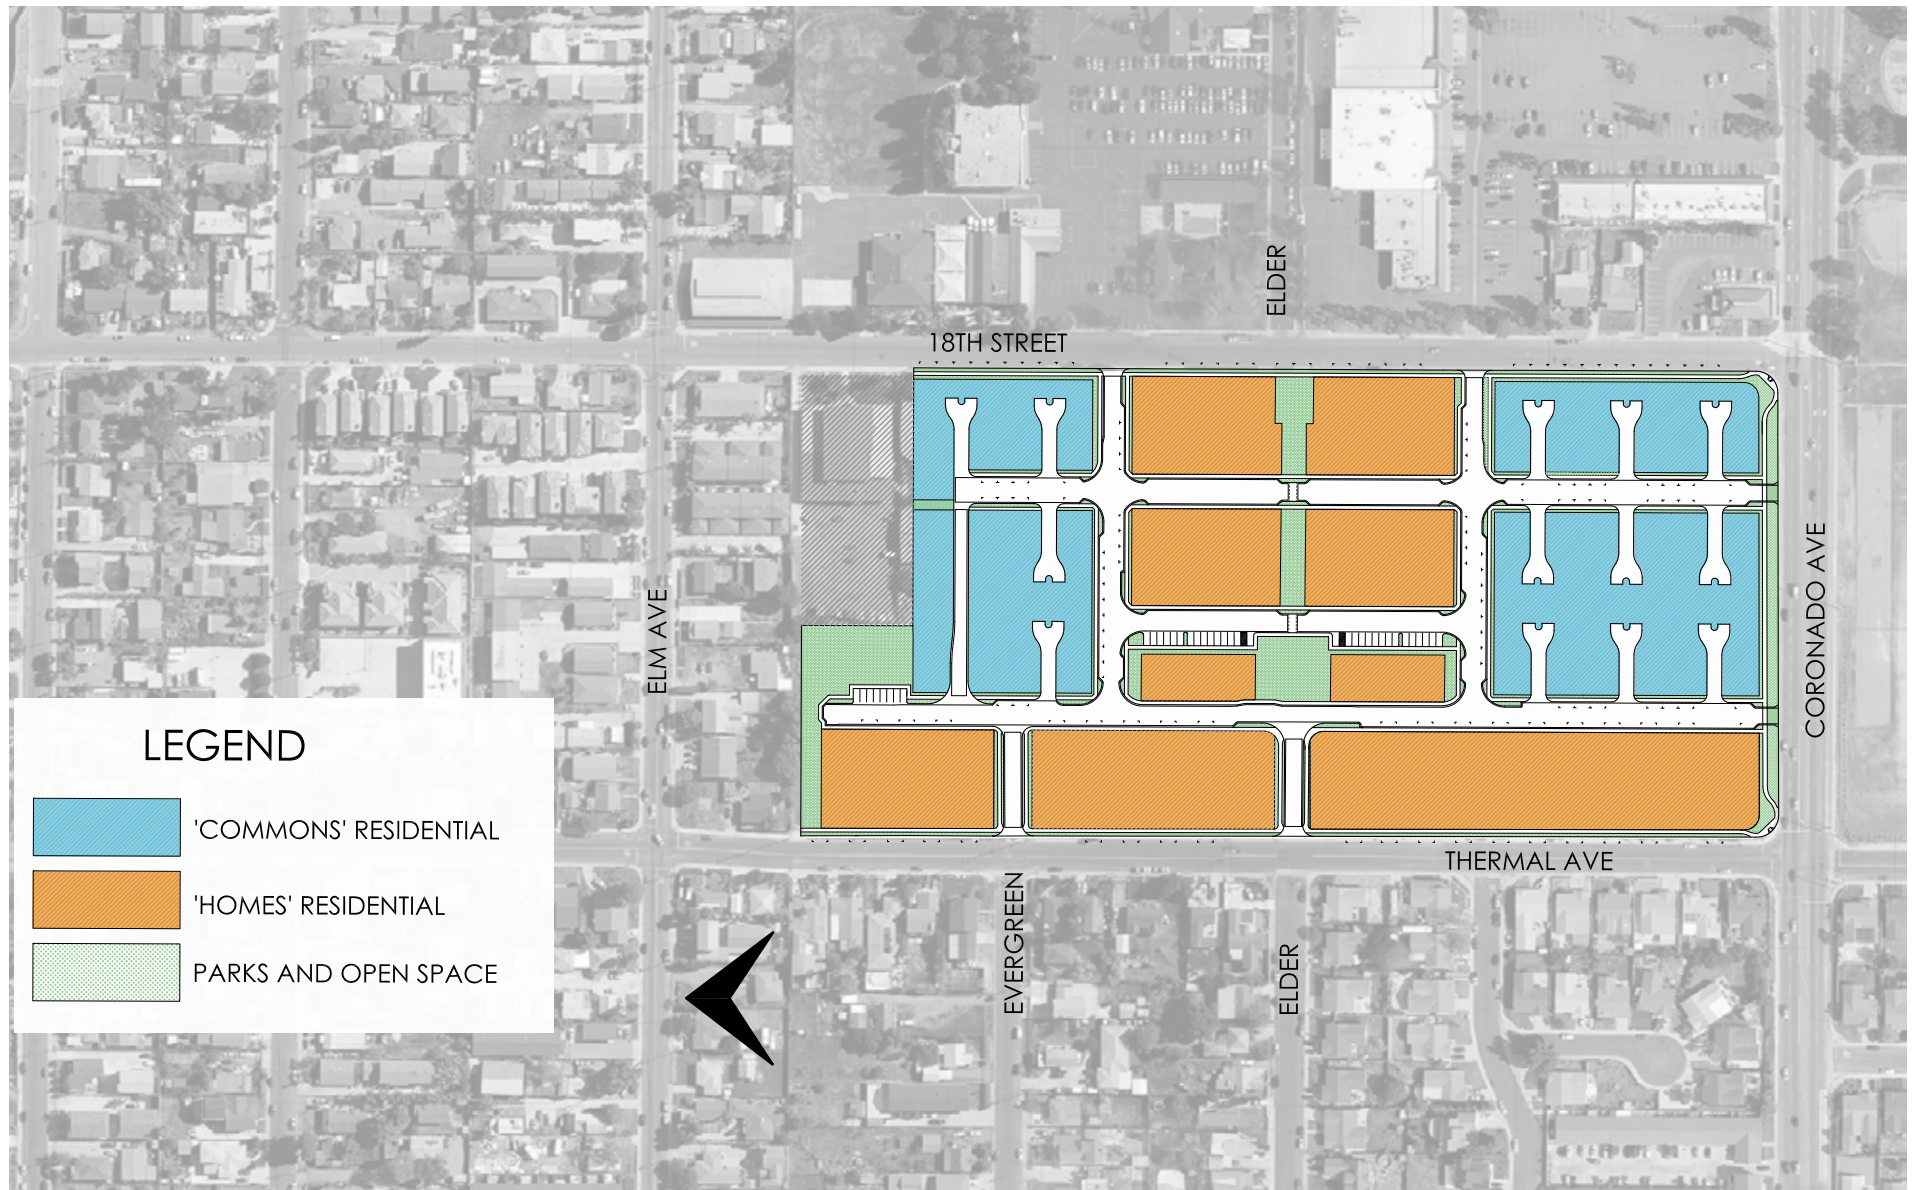 ELDER
18TH STREET
ELM AVE
CORONADO AVE
LEGEND
'COMMONS' RESIDENTIAL
'HOMES' RESIDENTIAL
PARKS AND OPEN SPACE
THERMAL AVE
EVERGREEN
ELDER